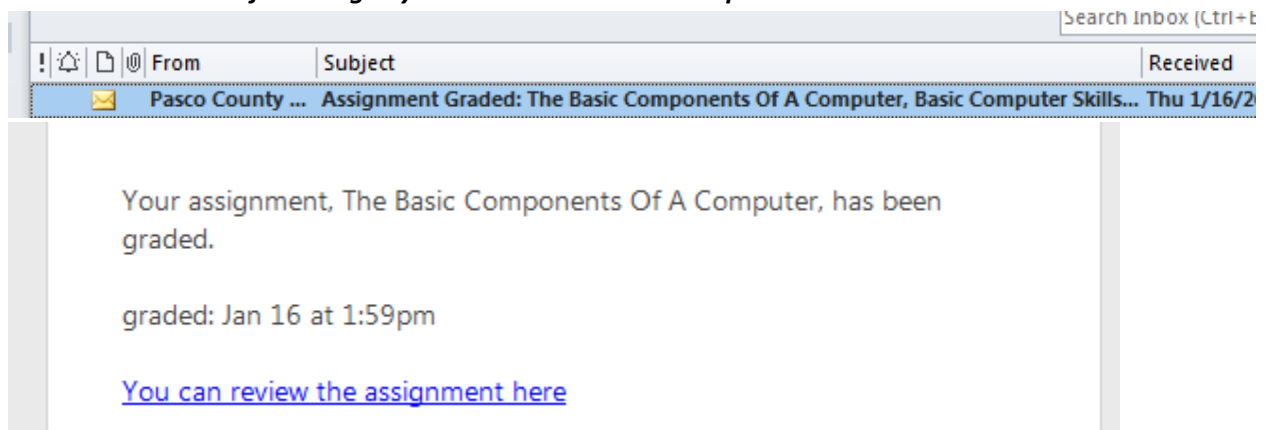 Search Inbox (Ctrl+E
! From Subject Received
Pasco County ... Assignment Graded: The Basic Components Of A Computer, Basic Computer Skills... Thu 1/16/2
Your assignment, The Basic Components Of A Computer, has been
graded.
graded: Jan 16 at 1:59pm
You can review the assignment here